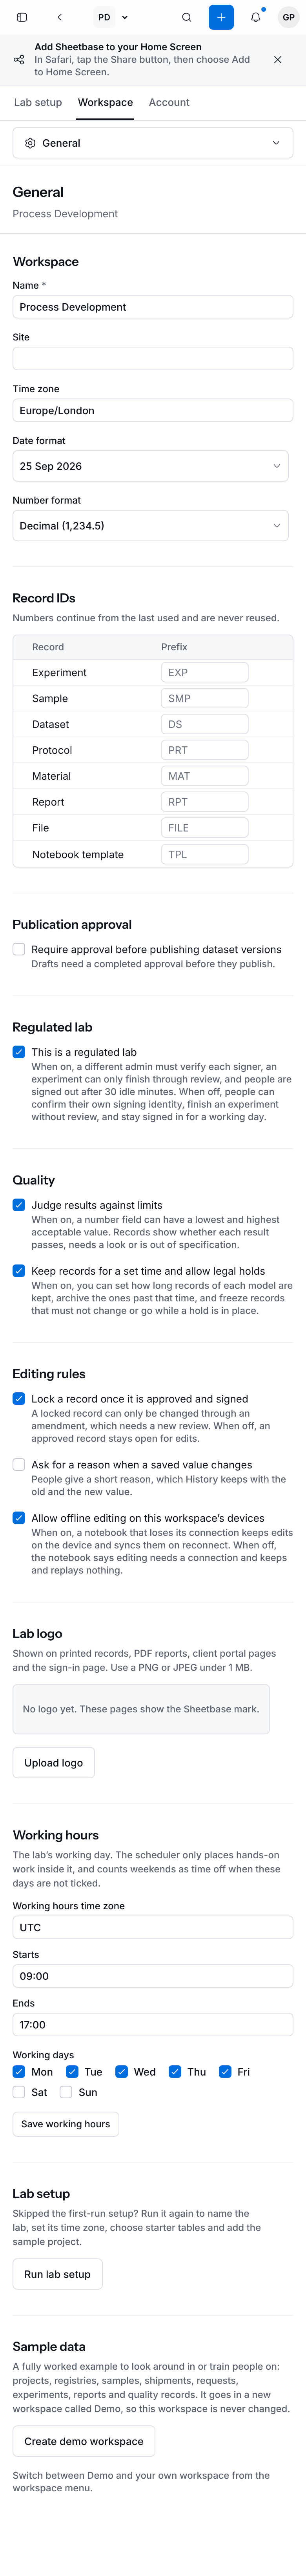 PD
GP
Add Sheetbase to your Home Screen
In Safari, tap the Share button, then choose Add
to Home Screen.
Lab setup Workspace Account
General
General
Process Development
Workspace
Name *
Process Development
Site
Time zone
Europe/London
Date format
25 Sep 2026
Number format
Decimal (1,234.5)
Record IDs
Numbers continue from the last used and are never reused.
Record Prefix
Experiment EXP
Sample SMP
Dataset DS
Protocol PRT
Material MAT
Report RPT
File FILE
Notebook template TPL
Publication approval
Require approval before publishing dataset versions
Drafts need a completed approval before they publish.
Regulated lab
This is a regulated lab
When on, a different admin must verify each signer, an
experiment can only finish through review, and people are
signed out after 30 idle minutes. When off, people can
confirm their own signing identity, finish an experiment
without review, and stay signed in for a working day.
Quality
Judge results against limits
When on, a number field can have a lowest and highest
acceptable value. Records show whether each result
passes, needs a look or is out of specification.
Keep records for a set time and allow legal holds
When on, you can set how long records of each model are
kept, archive the ones past that time, and freeze records
that must not change or go while a hold is in place.
Editing rules
Lock a record once it is approved and signed
A locked record can only be changed through an
amendment, which needs a new review. When off, an
approved record stays open for edits.
Ask for a reason when a saved value changes
People give a short reason, which History keeps with the
old and the new value.
Allow offline editing on this workspace's devices
When on, a notebook that loses its connection keeps edits
on the device and syncs them on reconnect. When off,
the notebook says editing needs a connection and keeps
and replays nothing.
Lab logo
Shown on printed records, PDF reports, client portal pages
and the sign-in page. Use a PNG or JPEG under 1 MB.
No logo yet. These pages show the Sheetbase mark.
Upload logo
Working hours
The lab's working day. The scheduler only places hands-on
work inside it, and counts weekends as time off when these
days are not ticked.
Working hours time zone
UTC
Starts
09:00
Ends
17:00
Working days
Mon Tue Wed Thu Fri
Sat Sun
Save working hours
Lab setup
Skipped the first-run setup? Run it again to name the
lab, set its time zone, choose starter tables and add the
sample project.
Run lab setup
Sample data
A fully worked example to look around in or train people on:
projects, registries, samples, shipments, requests,
experiments, reports and quality records. It goes in a new
workspace called Demo, so this workspace is never changed.
Create demo workspace
Switch between Demo and your own workspace from the
workspace menu.